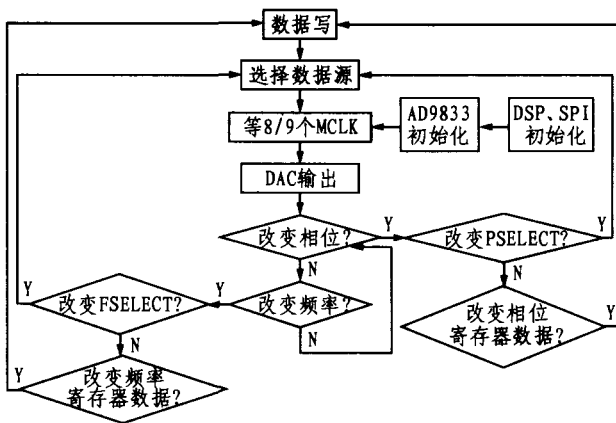 数据写
选择数据源
等8/9个MCLK
AD9833
初始化
DSP、SPI
初始化
DAC输出
改变相位?
Y
改变PSELECT?
Y
N
N
Y
改变FSELECT?
Y
改变频率?
改变相位
寄存器数据?
Y
N
N
Y
改变频率
寄存器数据?